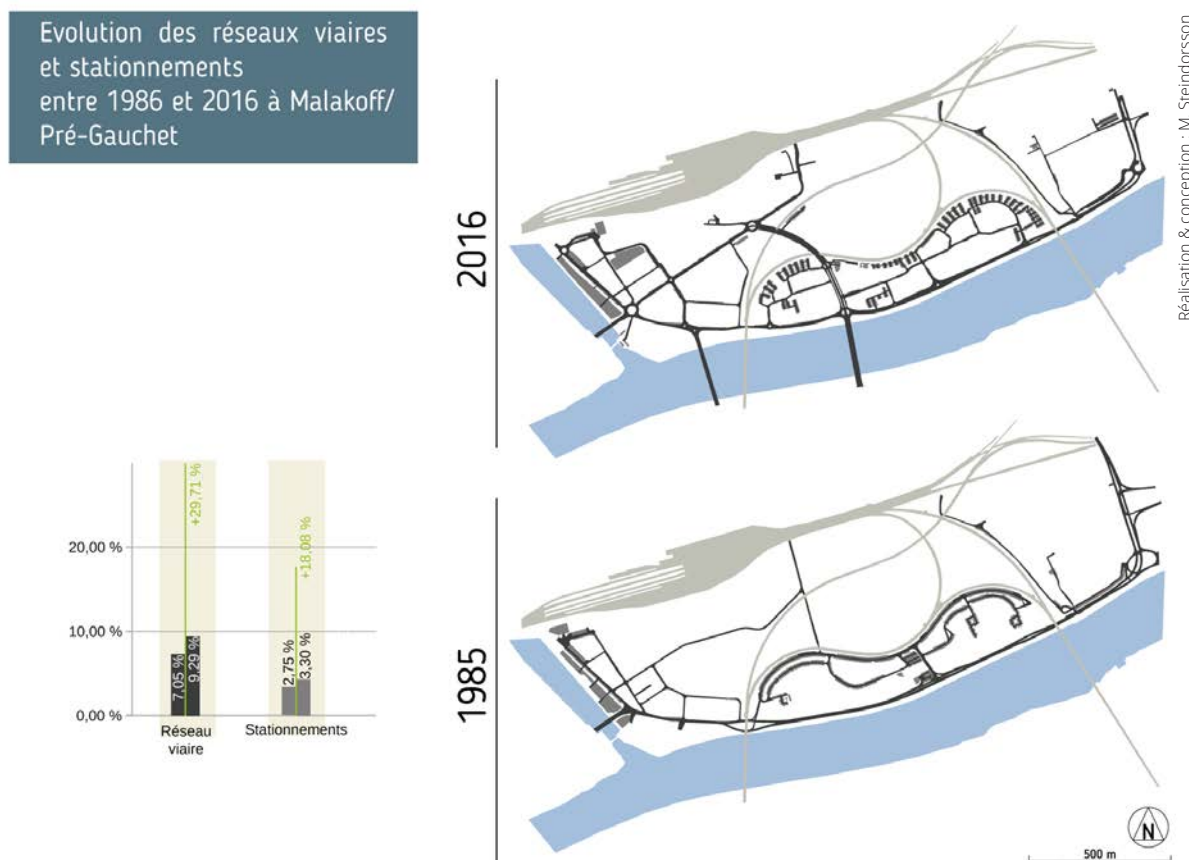 Evolution des réseaux viaires
et stationnements
entre 1986 et 2016 à Malakoff/
Pré-Gauchet
2016
Réalisation & conception : M. Steindorsson
+29,71 %
+18,08 %
20,00 %
10,00 %
0,00 %
7,05 %
9,29 %
2,75 %
3,30 %
Réseau
viaire
Stationnements
1985
N
500 m